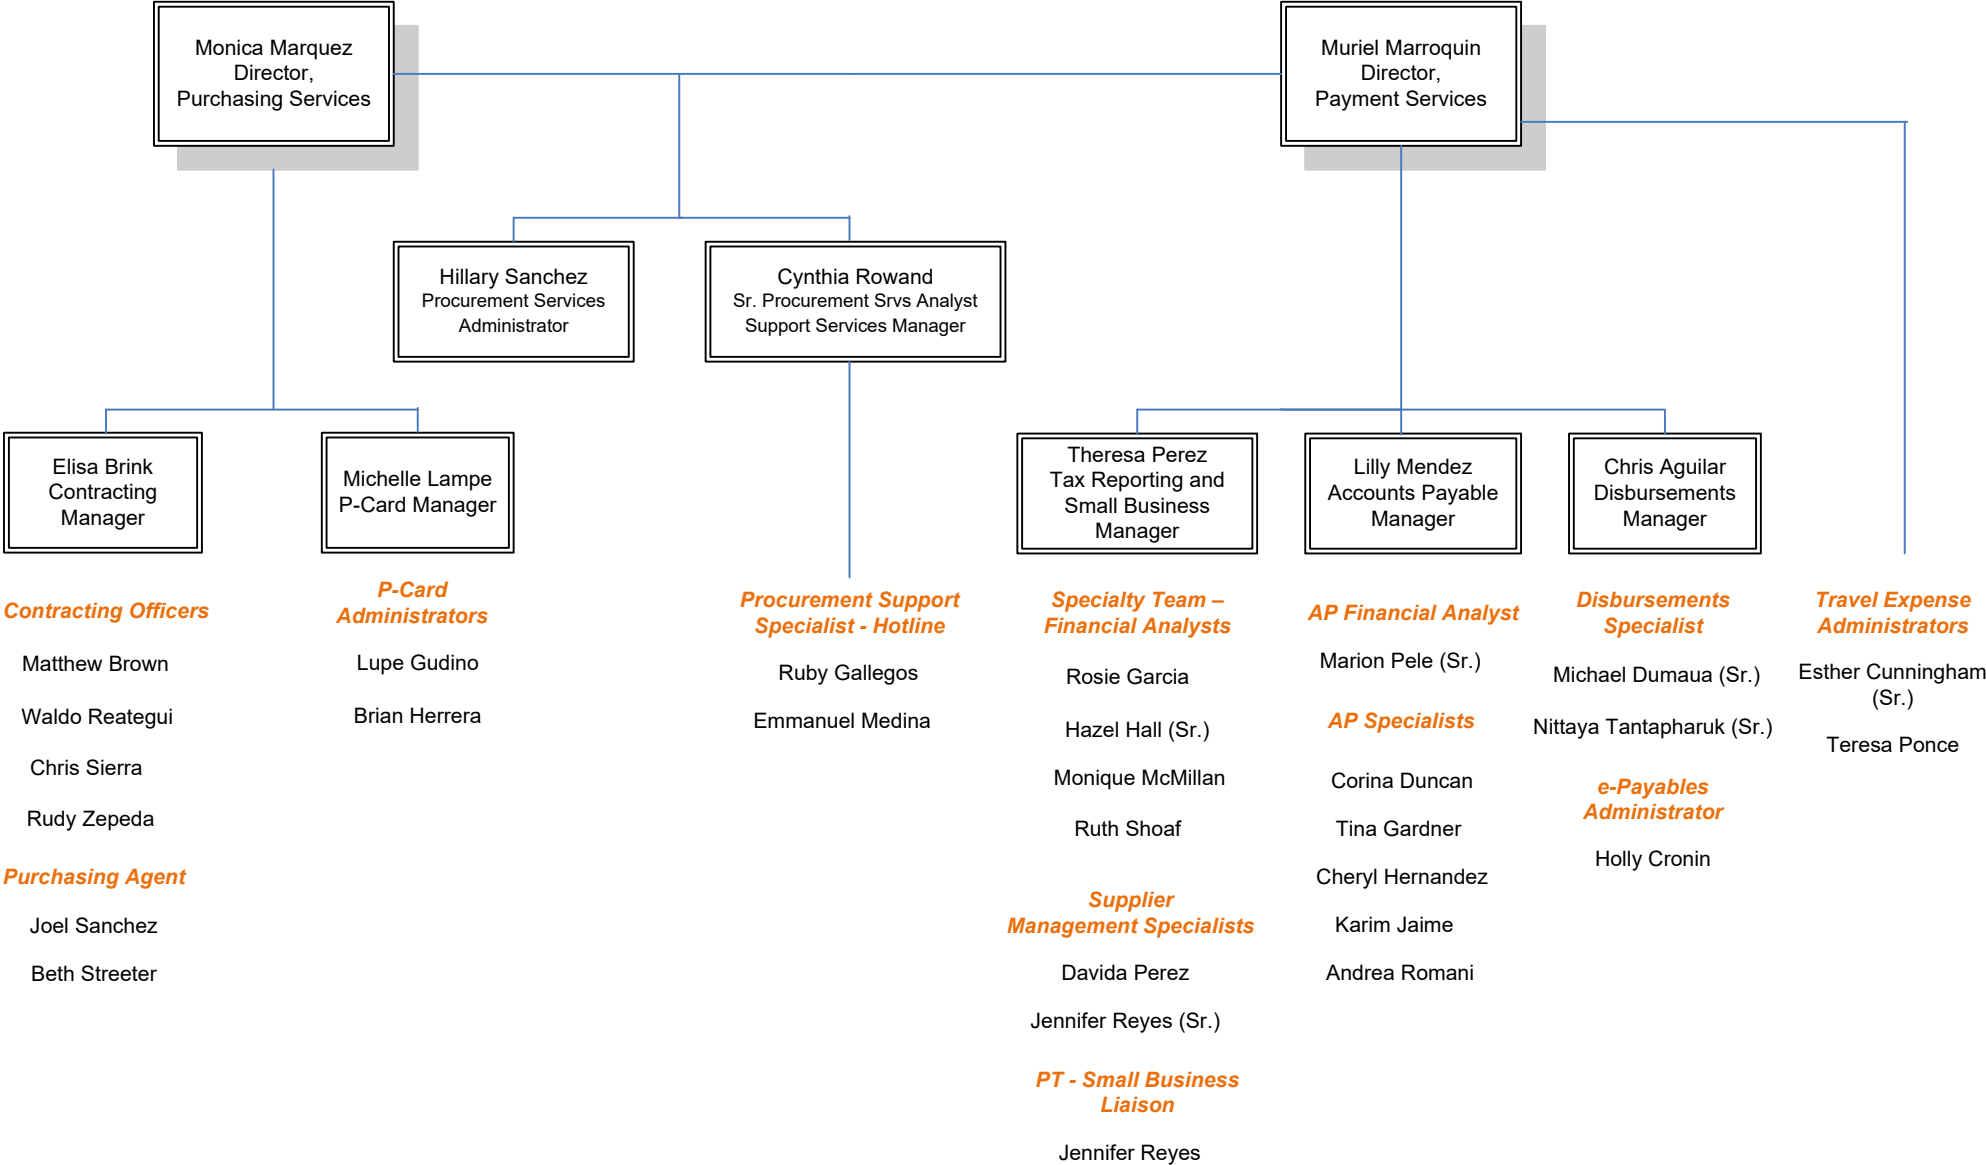 Monica Marquez
Director,
Purchasing Services
Muriel Marroquin
Director,
Payment Services
Hillary Sanchez
Procurement Services
Administrator
Cynthia Rowand
Sr. Procurement Srvs Analyst
Support Services Manager
Elisa Brink
Contracting
Manager
Michelle Lampe
P-Card Manager
Theresa Perez
Tax Reporting and
Small Business
Manager
Lilly Mendez
Accounts Payable
Manager
Chris Aguilar
Disbursements
Manager
Contracting Officers
Matthew Brown
Waldo Reategui
Chris Sierra
Rudy Zepeda
Purchasing Agent
Joel Sanchez
Beth Streeter
P-Card
Administrators
Lupe Gudino
Brian Herrera
Procurement Support
Specialist - Hotline
Ruby Gallegos
Emmanuel Medina
Specialty Team –
Financial Analysts
Rosie Garcia
Hazel Hall (Sr.)
Monique McMillan
Ruth Shoaf
Supplier
Management Specialists
Davida Perez
Jennifer Reyes (Sr.)
PT - Small Business
Liaison
Jennifer Reyes
AP Financial Analyst
Marion Pele (Sr.)
AP Specialists
Corina Duncan
Tina Gardner
Cheryl Hernandez
Karim Jaime
Andrea Romani
Disbursements
Specialist
Michael Dumaua (Sr.)
Nittaya Tantapharuk (Sr.)
e-Payables
Administrator
Holly Cronin
Travel Expense
Administrators
Esther Cunningham
(Sr.)
Teresa Ponce